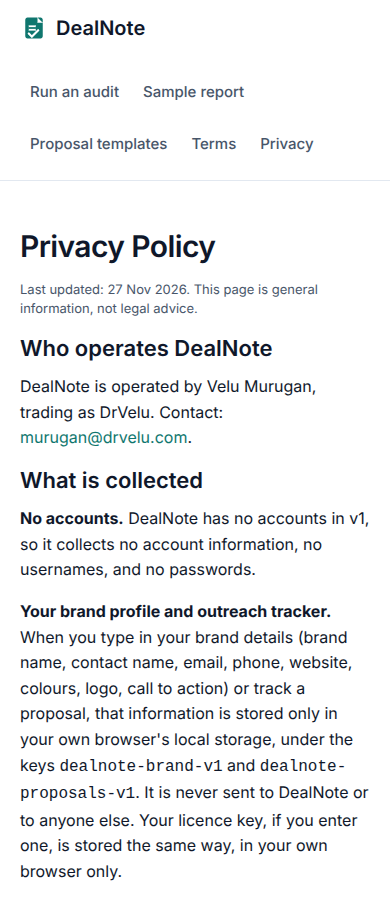 DealNote
Run an audit
Sample report
Proposal templates
Terms
Privacy
Privacy Policy
Last updated: 27 Nov 2026. This page is general
information, not legal advice.
Who operates DealNote
DealNote is operated by Velu Murugan,
trading as DrVelu. Contact:
murugan@drvelu.com.
What is collected
No accounts. DealNote has no accounts in v1,
so it collects no account information, no
usernames, and no passwords.
Your brand profile and outreach tracker.
When you type in your brand details (brand
name, contact name, email, phone, website,
colours, logo, call to action) or track a
proposal, that information is stored only in
your own browser's local storage, under the
keys dealnote-brand-v1 and dealnote-
proposals-v1. It is never sent to DealNote or
to anyone else. Your licence key, if you enter
one, is stored the same way, in your own
browser only.